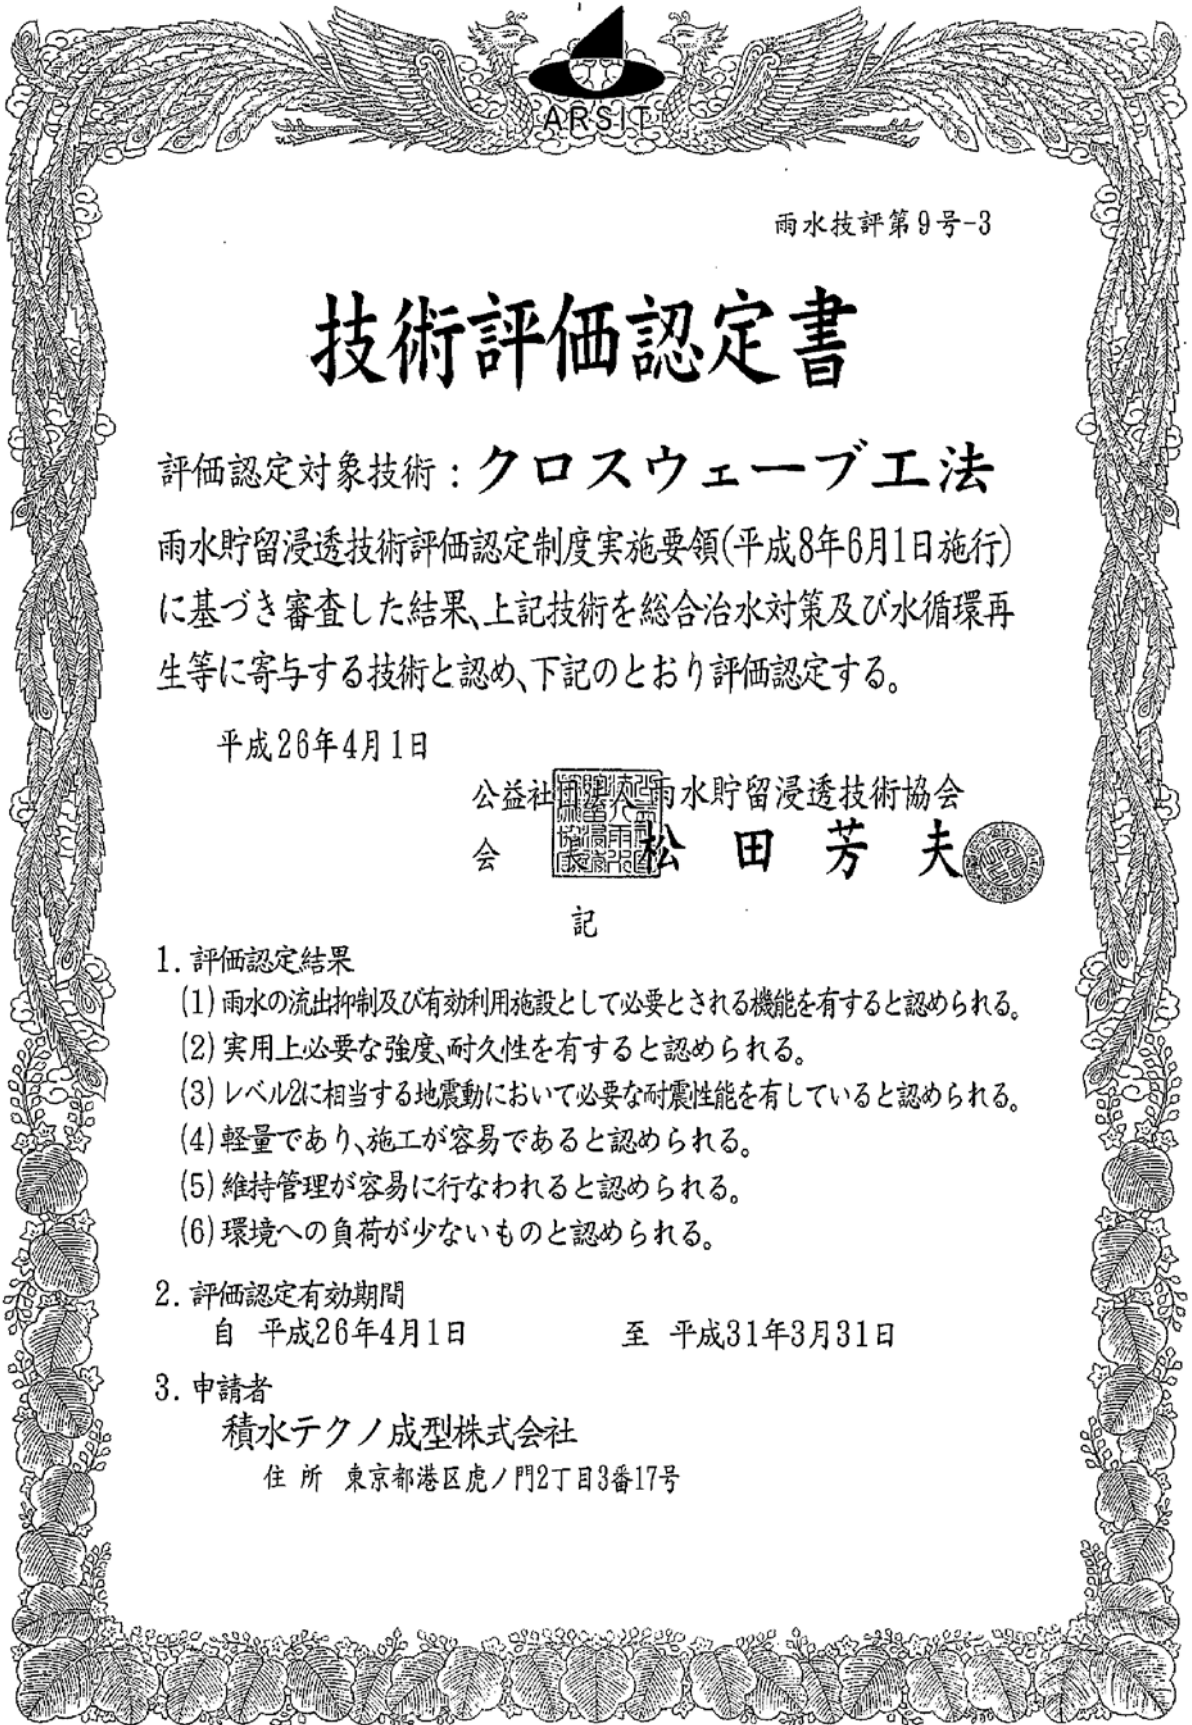 ARSIT
雨水技評第9号-3
技術評価認定書
評価認定対象技術：クロスウェーブ工法
雨水貯留浸透技術評価認定制度実施要領(平成8年6月1日施行)
に基づき審査した結果、上記技術を総合治水対策及び水循環再
生等に寄与する技術と認め、下記のとおり評価認定する。
平成26年4月1日
公益社団法人 雨水貯留浸透技術協会
会 松田芳夫
記
1. 評価認定結果
(1) 雨水の流出抑制及び有効利用施設として必要とされる機能を有すると認められる。
(2) 実用上必要な強度、耐久性を有すると認められる。
(3) レベル2に相当する地震動において必要な耐震性能を有していると認められる。
(4) 軽量であり、施工が容易であると認められる。
(5) 維持管理が容易に行なわれると認められる。
(6) 環境への負荷が少ないものと認められる。
2. 評価認定有効期間
自 平成26年4月1日 至 平成31年3月31日
3. 申請者
積水テクノ成型株式会社
住所 東京都港区虎ノ門2丁目3番17号